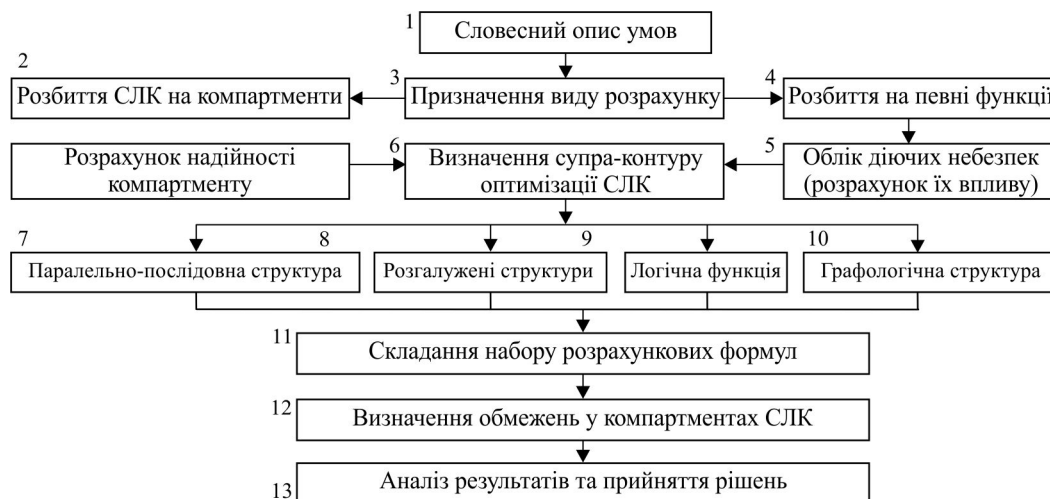 1
Словесний опис умов
2
Розбиття СЛК на компартменти
3
Призначення виду розрахунку
4
Розбиття на певні функції
Розрахунок надійності
компартменту
6
Визначення супра-контуру
оптимізації СЛК
5
Облік діючих небезпек
(розрахунок їх впливу)
7
Паралельно-послідовна структура
8
Розгалужені структури
9
Логічна функція
10
Графологічна структура
11
Складання набору розрахункових формул
12
Визначення обмежень у компартментах СЛК
13
Аналіз результатів та прийняття рішень